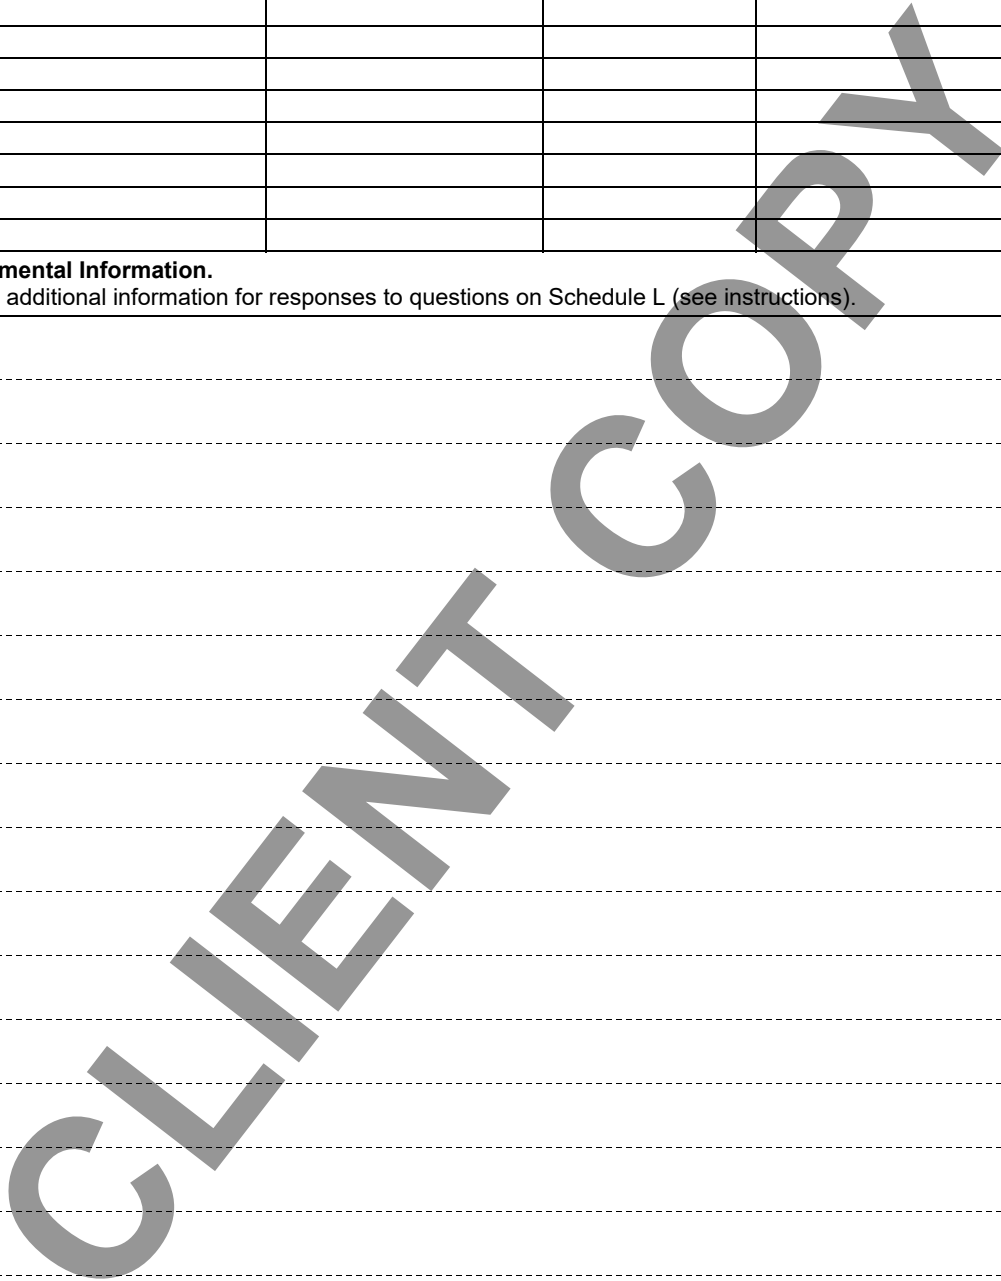 mental Information.
additional information for responses to questions on Schedule L (see instructions).
CLIENT COPY